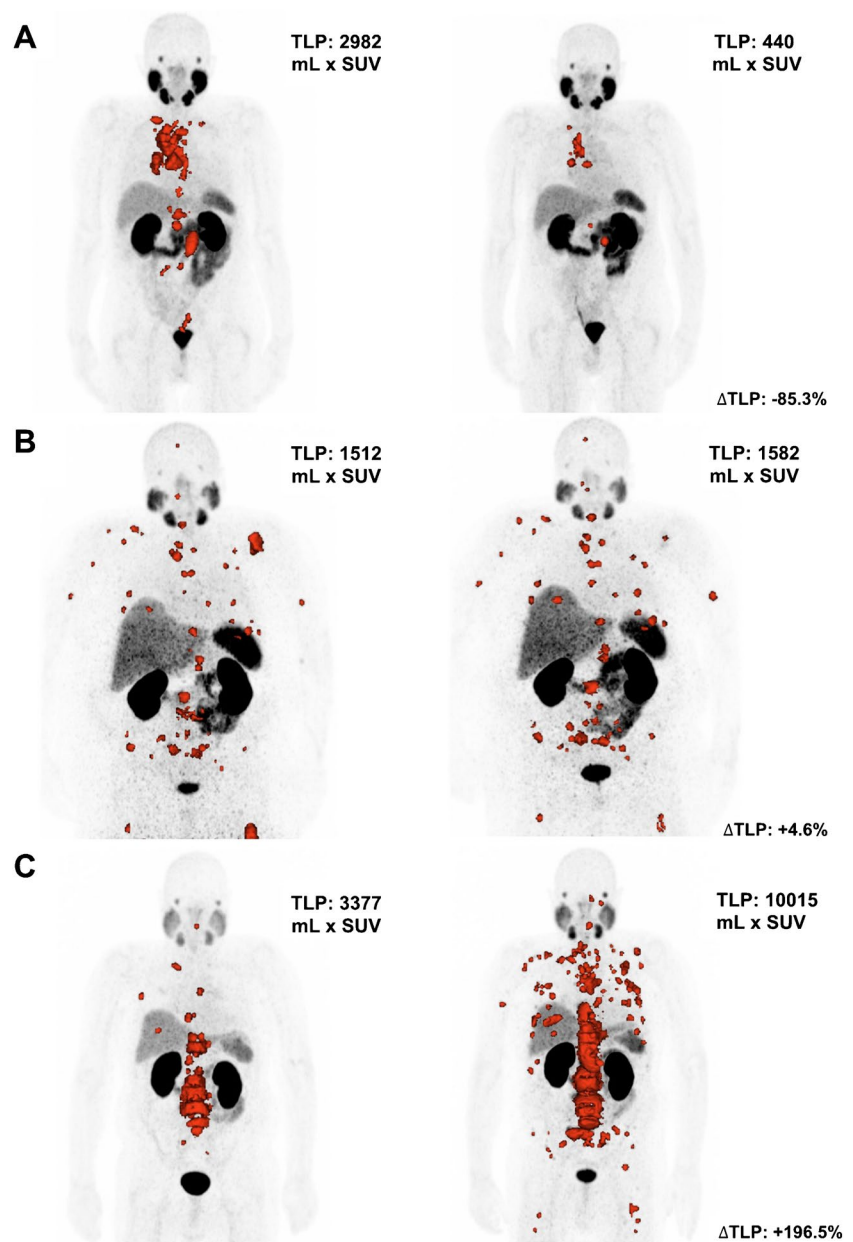 A
TLP: 2982
mL x SUV
TLP: 440
mL x SUV
ΔTLP: -85.3%
B
TLP: 1512
mL x SUV
TLP: 1582
mL x SUV
ΔTLP: +4.6%
C
TLP: 3377
mL x SUV
TLP: 10015
mL x SUV
ΔTLP: +196.5%